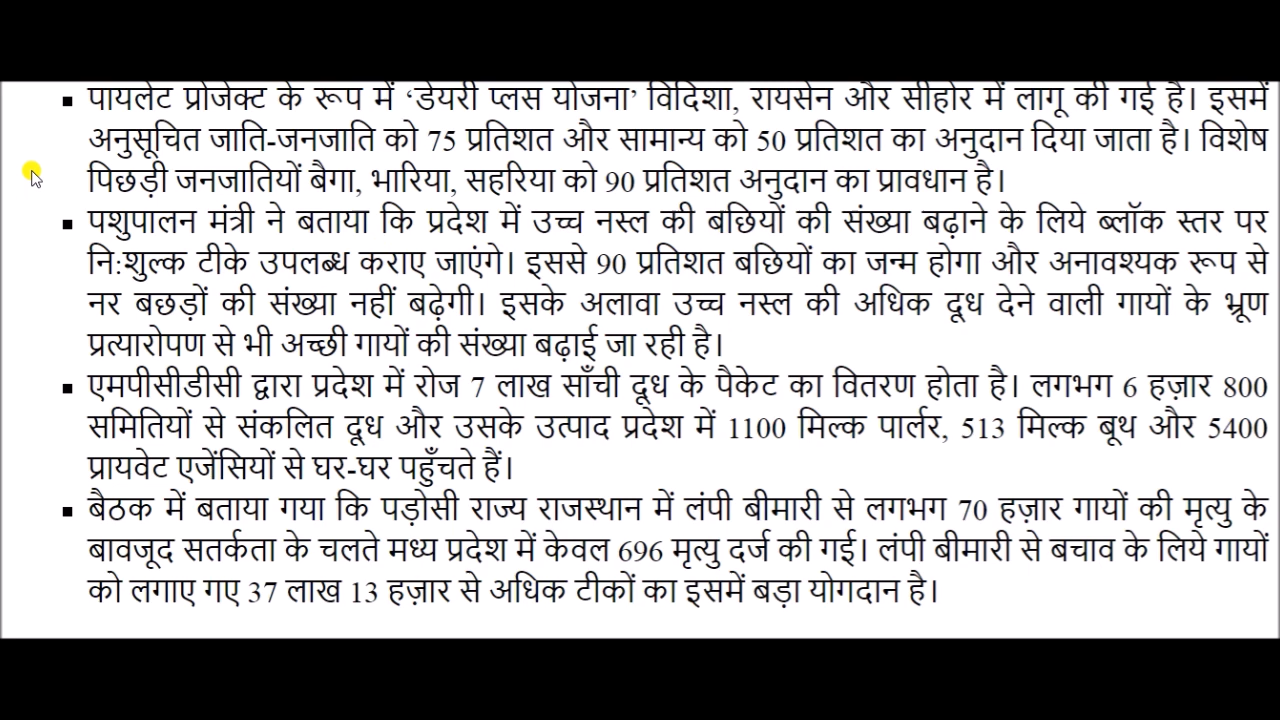 ▪ पायलेट प्रोजेक्ट के रूप में ‘डेयरी प्लस योजना’ विदिशा, रायसेन और सीहोर में लागू की गई है। इसमें
अनुसूचित जाति-जनजाति को 75 प्रतिशत और सामान्य को 50 प्रतिशत का अनुदान दिया जाता है। विशेष
पिछड़ी जनजातियों बैगा, भारिया, सहरिया को 90 प्रतिशत अनुदान का प्रावधान है।
▪ पशुपालन मंत्री ने बताया कि प्रदेश में उच्च नस्ल की बछियों की संख्या बढ़ाने के लिये ब्लॉक स्तर पर
नि:शुल्क टीके उपलब्ध कराए जाएंगे। इससे 90 प्रतिशत बछियों का जन्म होगा और अनावश्यक रूप से
नर बछड़ों की संख्या नहीं बढ़ेगी। इसके अलावा उच्च नस्ल की अधिक दूध देने वाली गायों के भ्रूण
प्रत्यारोपण से भी अच्छी गायों की संख्या बढ़ाई जा रही है।
▪ एमपीसीडीसी द्वारा प्रदेश में रोज 7 लाख साँची दूध के पैकेट का वितरण होता है। लगभग 6 हज़ार 800
समितियों से संकलित दूध और उसके उत्पाद प्रदेश में 1100 मिल्क पार्लर, 513 मिल्क बूथ और 5400
प्रायवेट एजेंसियों से घर-घर पहुँचते हैं।
▪ बैठक में बताया गया कि पड़ोसी राज्य राजस्थान में लंपी बीमारी से लगभग 70 हज़ार गायों की मृत्यु के
बावजूद सतर्कता के चलते मध्य प्रदेश में केवल 696 मृत्यु दर्ज की गई। लंपी बीमारी से बचाव के लिये गायों
को लगाए गए 37 लाख 13 हज़ार से अधिक टीकों का इसमें बड़ा योगदान है।